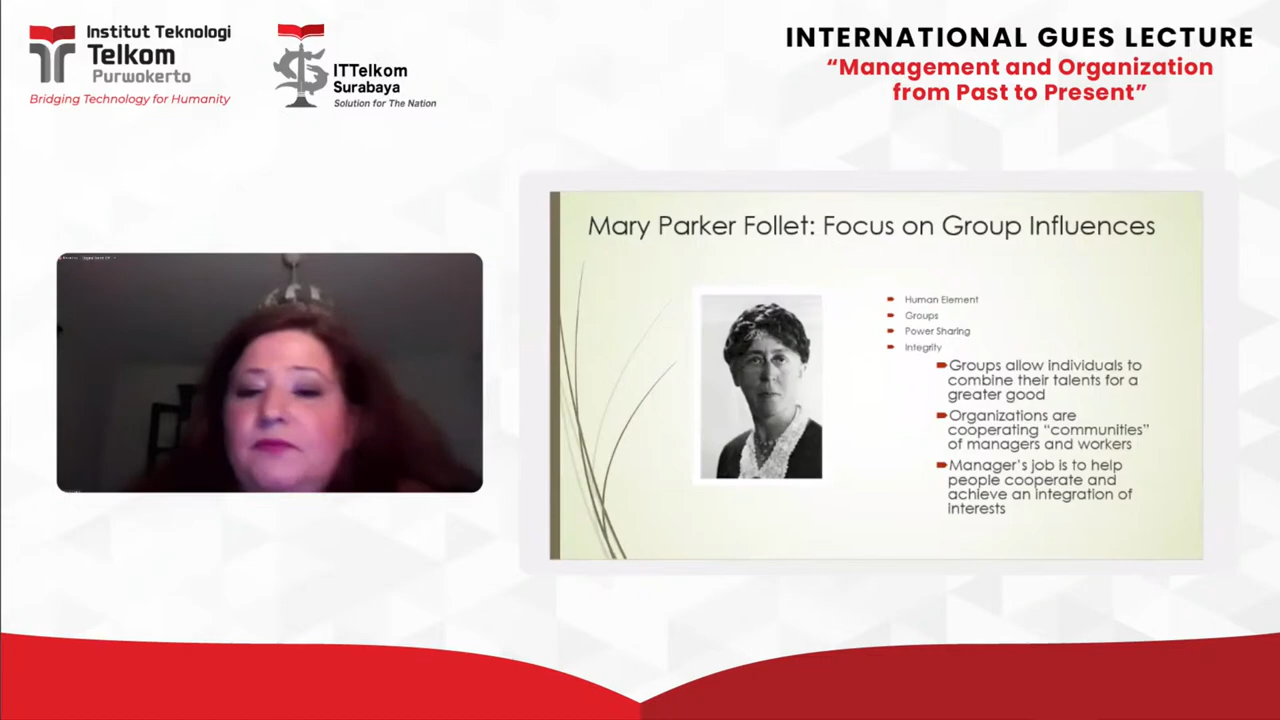 Institut Teknologi
Telkom
Purwokerto
Bridging Technology for Humanity
ITTelkom
Surabaya
Solution for The Nation
INTERNATIONAL GUES LECTURE
“Management and Organization
from Past to Present”
Mary Parker Follet: Focus on Group Influences
Human Element
Groups
Power Sharing
Integrity
Groups allow individuals to
combine their talents for a
greater good
Organizations are
cooperating “communities”
of managers and workers
Manager’s job is to help
people cooperate and
achieve an integration of
interests